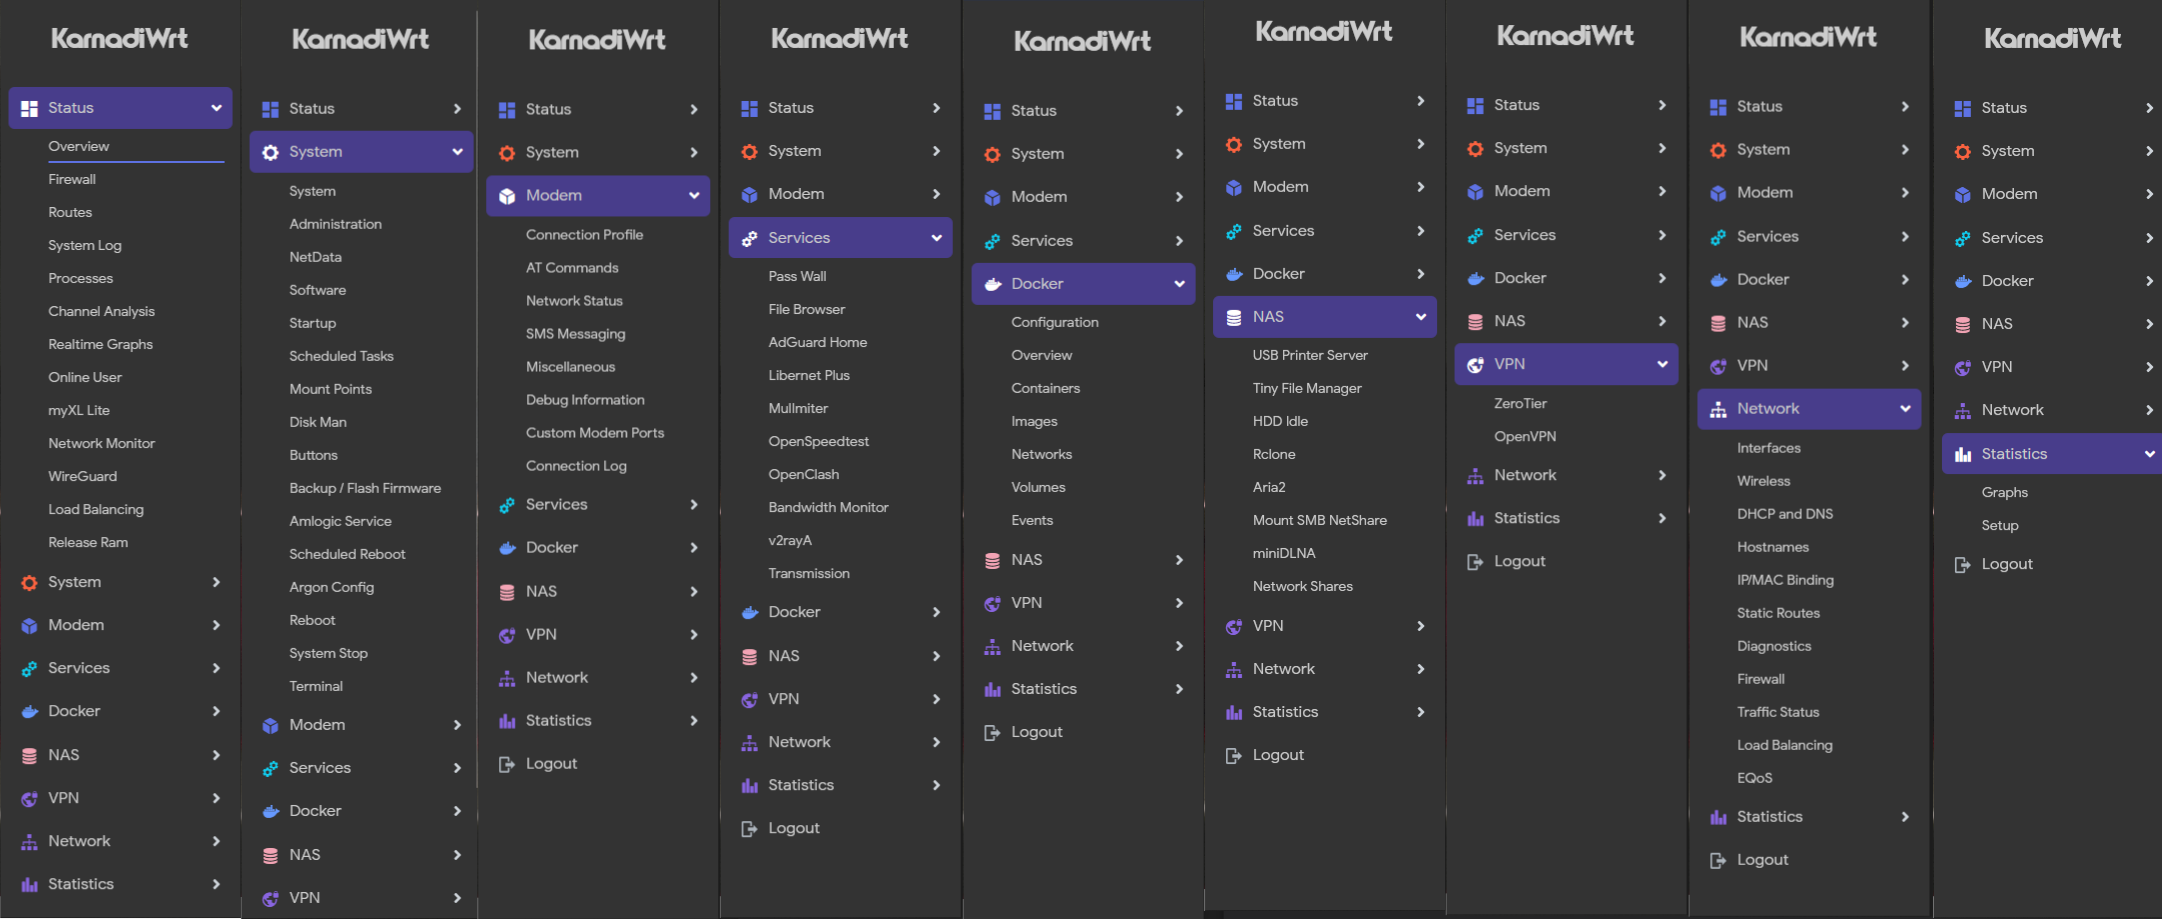 KarnadiWrt
Status
Overview
Firewall
Routes
System Log
Processes
Channel Analysis
Realtime Graphs
Online User
myXL Lite
Network Monitor
WireGuard
Load Balancing
Release Ram
System
Modem
Services
Docker
NAS
VPN
Network
Statistics
KarnadiWrt
Status
System
System
Administration
NetData
Software
Startup
Scheduled Tasks
Mount Points
Disk Man
Buttons
Backup / Flash Firmware
Amlogic Service
Scheduled Reboot
Argon Config
Reboot
System Stop
Terminal
Modem
Services
Docker
NAS
VPN
KarnadiWrt
Status
System
Modem
Connection Profile
AT Commands
Network Status
SMS Messaging
Miscellaneous
Debug Information
Custom Modem Ports
Connection Log
Services
Docker
NAS
VPN
Network
Statistics
Logout
KarnadiWrt
Status
System
Modem
Services
Pass Wall
File Browser
AdGuard Home
Libernet Plus
Mullmiter
OpenSpeedtest
OpenClash
Bandwidth Monitor
v2rayA
Transmission
Docker
NAS
VPN
Network
Statistics
Logout
KarnadiWrt
Status
System
Modem
Services
Docker
Configuration
Overview
Containers
Images
Networks
Volumes
Events
NAS
VPN
Network
Statistics
Logout
KarnadiWrt
Status
System
Modem
Services
Docker
NAS
USB Printer Server
Tiny File Manager
HDD Idle
Rclone
Aria2
Mount SMB NetShare
miniDLNA
Network Shares
VPN
Network
Statistics
Logout
KarnadiWrt
Status
System
Modem
Services
Docker
NAS
VPN
ZeroTier
OpenVPN
Network
Statistics
Logout
KarnadiWrt
Status
System
Modem
Services
Docker
NAS
VPN
Network
Interfaces
Wireless
DHCP and DNS
Hostnames
IP/MAC Binding
Static Routes
Diagnostics
Firewall
Traffic Status
Load Balancing
EQoS
Statistics
Logout
KarnadiWrt
Status
System
Modem
Services
Docker
NAS
VPN
Network
Statistics
Graphs
Setup
Logout